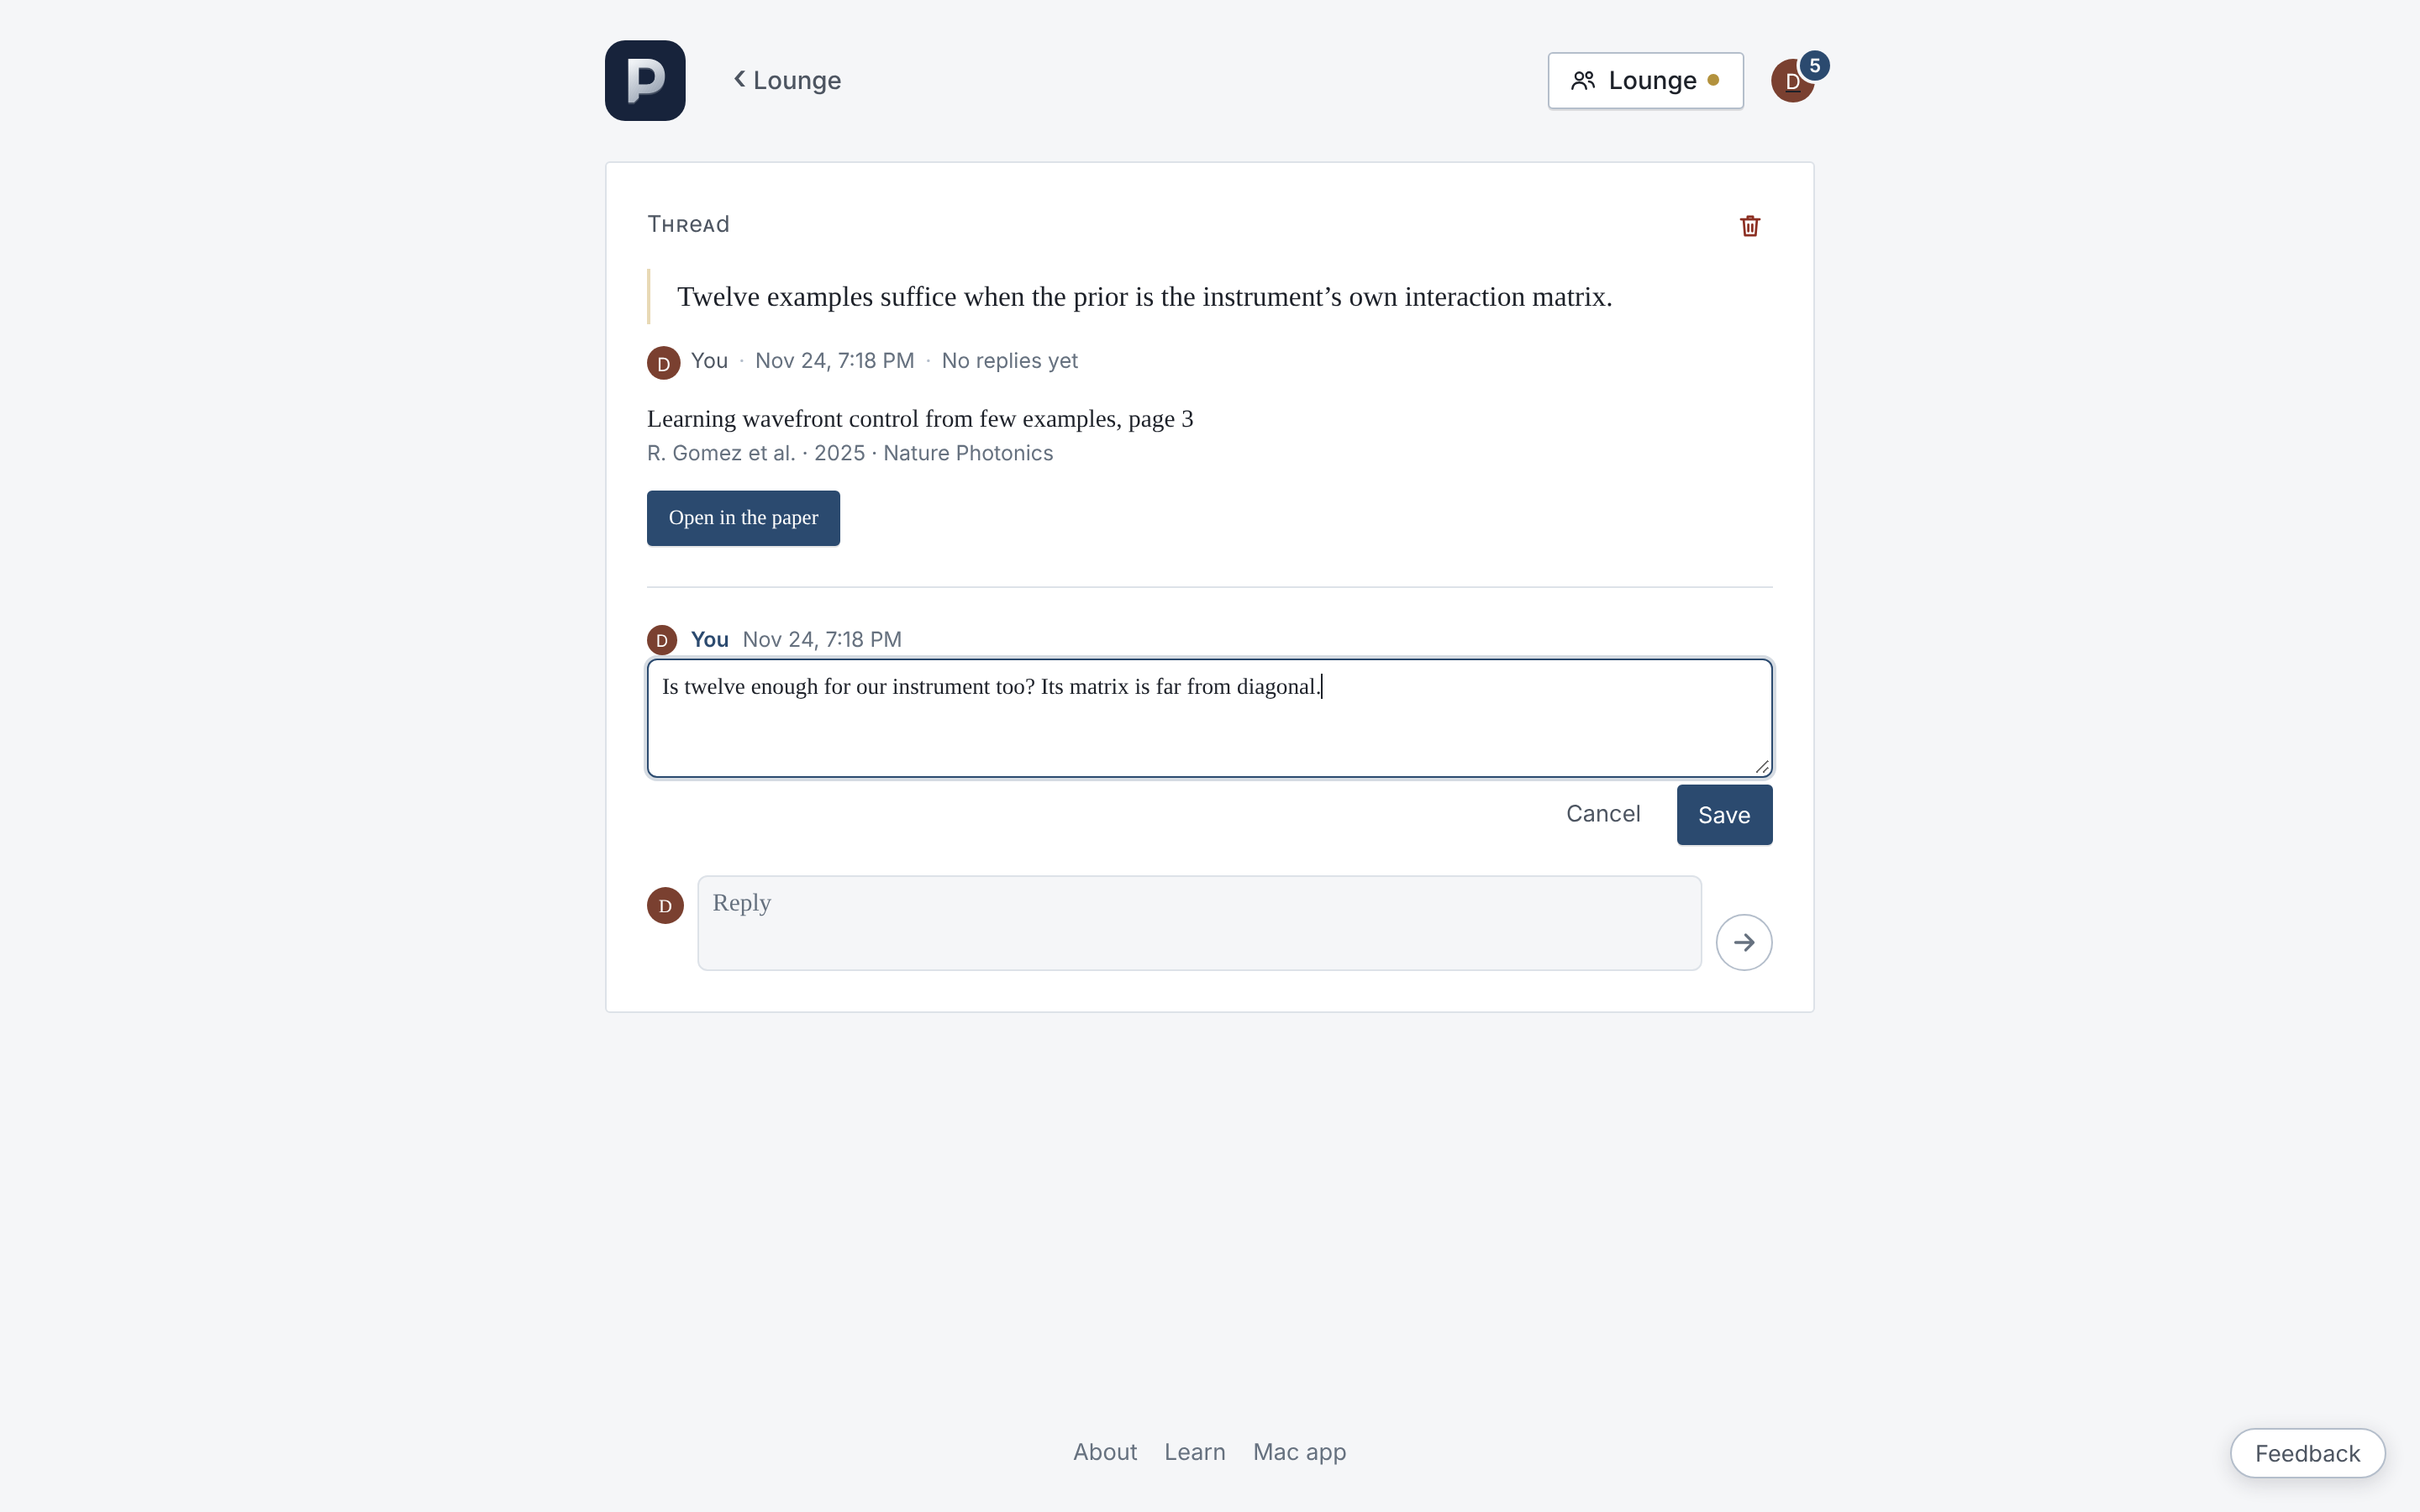 P
Lounge
Lounge
D
5
Thread
Twelve examples suffice when the prior is the instrument’s own interaction matrix.
D You · Nov 24, 7:18 PM · No replies yet
Learning wavefront control from few examples, page 3
R. Gomez et al. · 2025 · Nature Photonics
Open in the paper
D You Nov 24, 7:18 PM
Is twelve enough for our instrument too? Its matrix is far from diagonal.
Cancel
Save
D
Reply
About Learn Mac app
Feedback